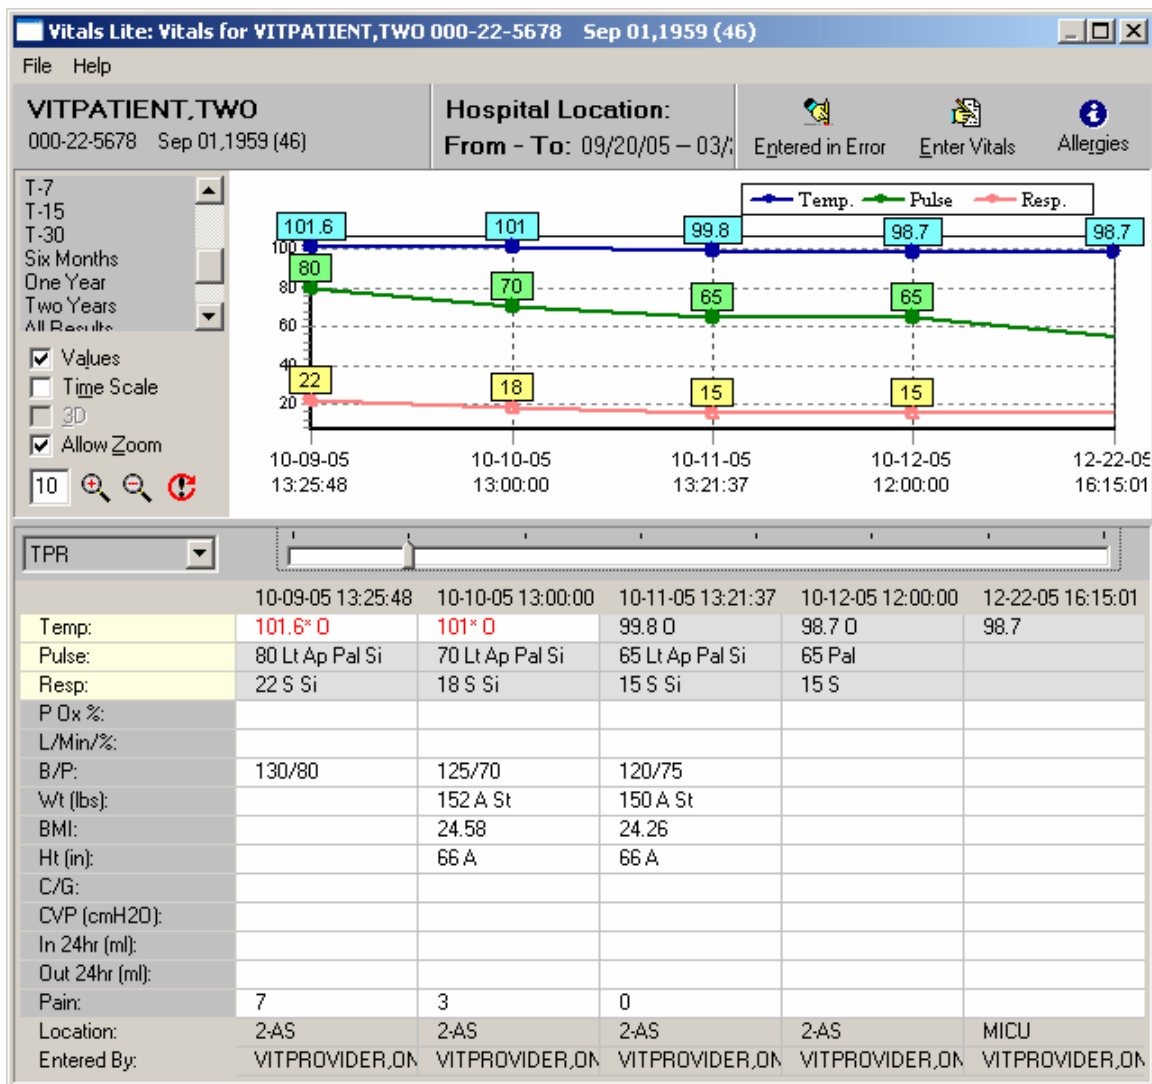 Vitals Lite: Vitals for VITPATIENT,TWO 000-22-5678 Sep 01,1959 (46)
File Help
VITPATIENT,TWO
000-22-5678 Sep 01,1959 (46)
Hospital Location:
From - To: 09/20/05 – 03/
Entered in Error
Enter Vitals
Allergies
T-7
T-15
T-30
Six Months
One Year
Two Years
All Results
Values
Time Scale
3D
Allow Zoom
10
Temp. Pulse Resp.
101.6 101 99.8 98.7 98.7
100
80 70 65 65
80
60
40
22 18 15 15
20
10-09-05 10-10-05 10-11-05 10-12-05 12-22-05
13:25:48 13:00:00 13:21:37 12:00:00 16:15:01
TPR
10-09-05 13:25:48 10-10-05 13:00:00 10-11-05 13:21:37 10-12-05 12:00:00 12-22-05 16:15:01
Temp: 101.6* O 101* O 99.8 O 98.7 O 98.7
Pulse: 80 Lt Ap Pal Si 70 Lt Ap Pal Si 65 Lt Ap Pal Si 65 Pal
Resp: 22 S Si 18 S Si 15 S Si 15 S
P Ox %:
L/Min/%:
B/P: 130/80 125/70 120/75
Wt (lbs): 152 A St 150 A St
BMI: 24.58 24.26
Ht (in): 66 A 66 A
C/G:
CVP (cmH2O):
In 24hr (ml):
Out 24hr (ml):
Pain: 7 3 0
Location: 2-AS 2-AS 2-AS 2-AS MICU
Entered By: VITPROVIDER,ON VITPROVIDER,ON VITPROVIDER,ON VITPROVIDER,ON VITPROVIDER,ON